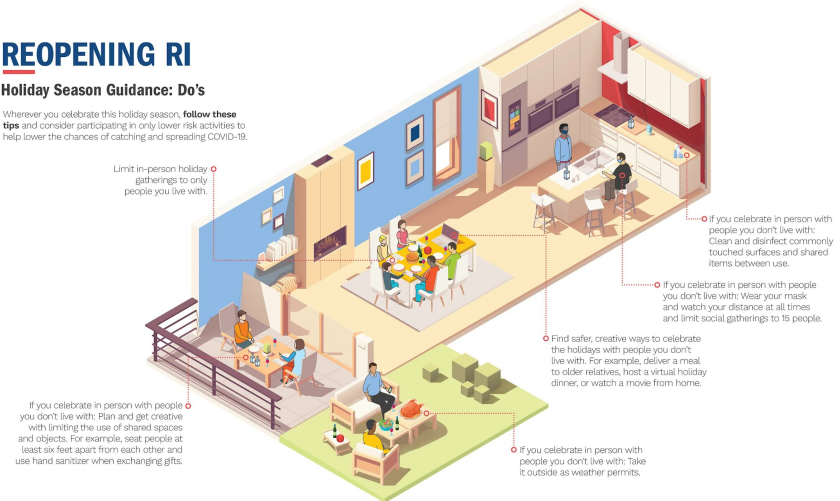 REOPENING RI
Holiday Season Guidance: Do's
Wherever you celebrate this holiday season, follow these
tips and consider participating in only lower risk activities to
help lower the chances of catching and spreading COVID-19.
Limit in-person holiday
gatherings to only
people you live with.
If you celebrate in person with
people you don't live with:
Clean and disinfect commonly
touched surfaces and shared
items between use.
If you celebrate in person with people
you don't live with: Wear your mask
and watch your distance at all times
and limit social gatherings to 15 people.
Find safer, creative ways to celebrate
the holidays with people you don't
live with. For example, deliver a meal
to older relatives, host a virtual holiday
dinner, or watch a movie from home.
If you celebrate in person with people
you don't live with: Plan and get creative
with limiting the use of shared spaces
and objects. For example, seat people at
least six feet apart from each other and
use hand sanitizer when exchanging gifts.
If you celebrate in person with
people you don't live with: Take
it outside as weather permits.